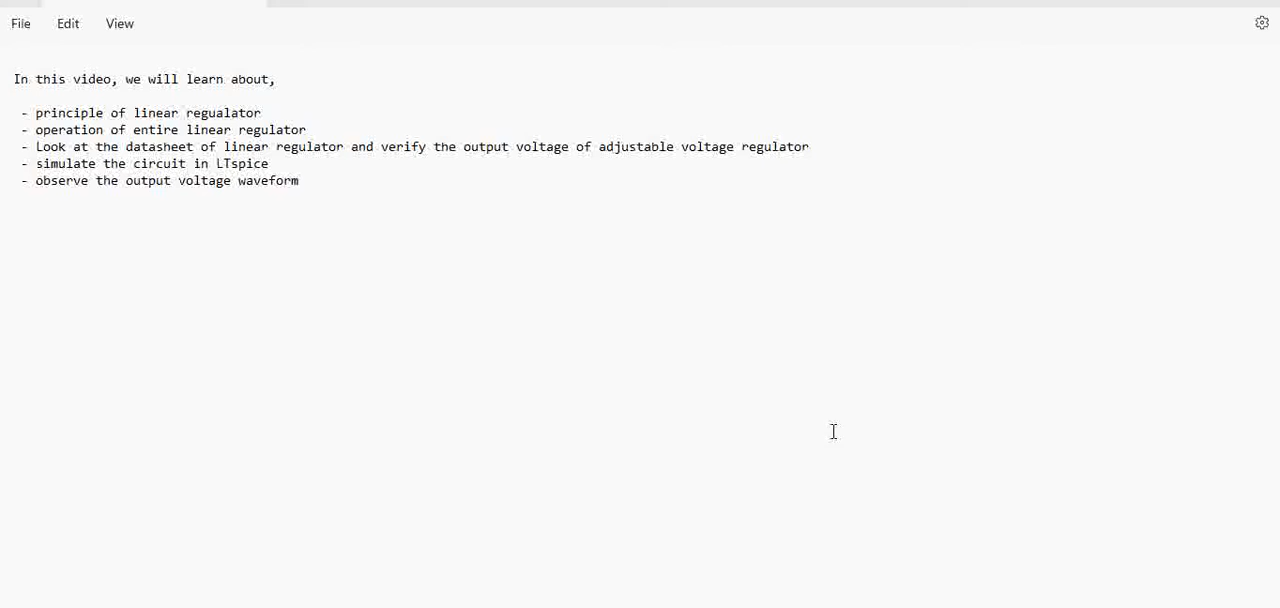 File Edit View
In this video, we will learn about,
- principle of linear regualator
- operation of entire linear regulator
- Look at the datasheet of linear regulator and verify the output voltage of adjustable voltage regulator
- simulate the circuit in LTspice
- observe the output voltage waveform